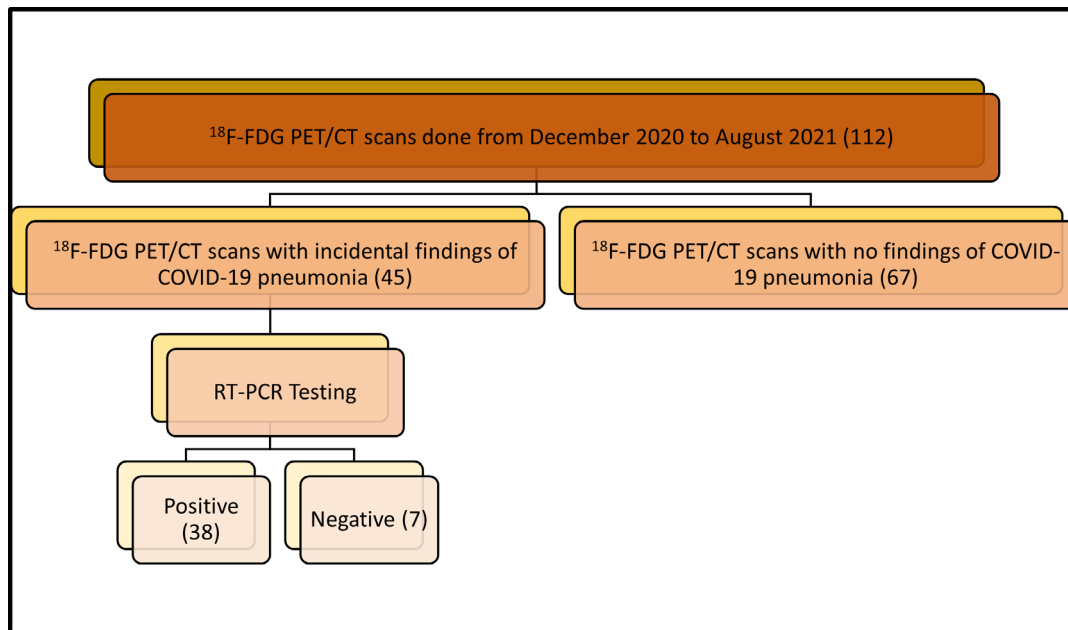 ¹⁸F-FDG PET/CT scans done from December 2020 to August 2021 (112)
¹⁸F-FDG PET/CT scans with incidental findings of
COVID-19 pneumonia (45)
¹⁸F-FDG PET/CT scans with no findings of COVID-
19 pneumonia (67)
RT-PCR Testing
Positive
(38)
Negative (7)